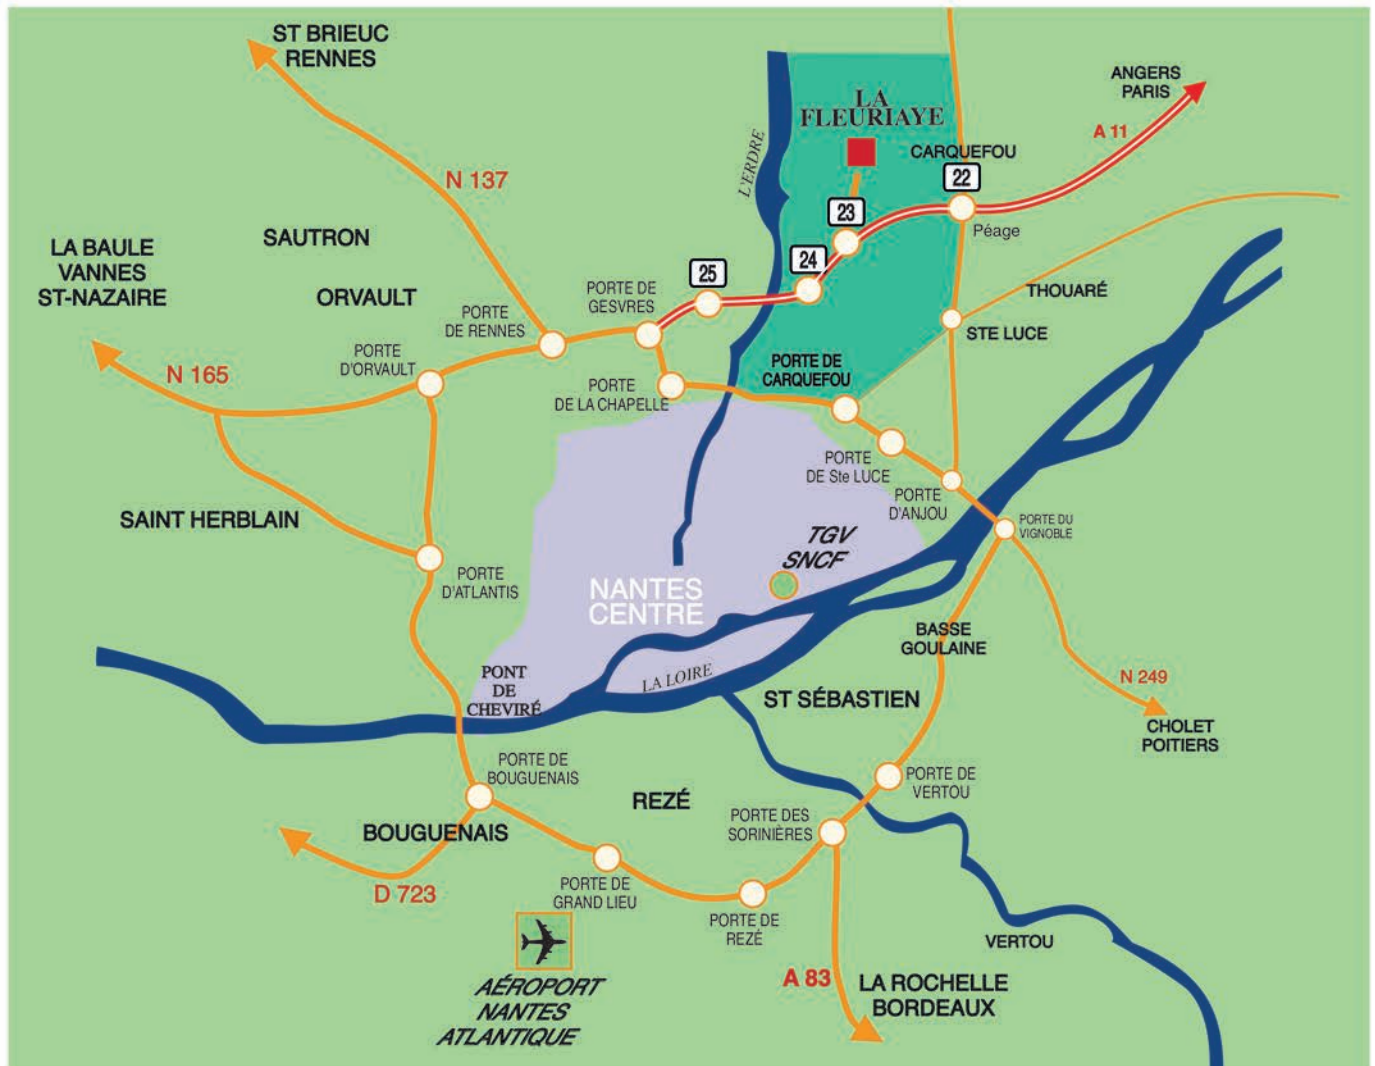 ST BRIEUC
RENNES
N 137
SAUTRON
LA BAULE
VANNES
ST-NAZAIRE
ORVAULT
N 165
PORTE
DE RENNES
PORTE
D'ORVAULT
PORTE DE
GESVRES
25
24
23
22
L'ERDRE
LA
FLEURIAYE
CARQUEFOU
Péage
A 11
ANGERS
PARIS
THOUARÉ
STE LUCE
PORTE DE
CARQUEFOU
PORTE
DE LA CHAPELLE
PORTE
DE Ste LUCE
PORTE
D'ANJOU
PORTE DU
VIGNOBLE
SAINT HERBLAIN
PORTE
D'ATLANTIS
TGV
SNCF
NANTES
CENTRE
BASSE
GOULAINE
N 249
CHOLET
POITIERS
PONT
DE
CHEVIRÉ
LA LOIRE
ST SÉBASTIEN
PORTE DE
BOUGUENAIS
REZÉ
PORTE DE
VERTOU
PORTE DES
SORINIÈRES
BOUGUENAIS
D 723
PORTE DE
GRAND LIEU
PORTE DE
REZÉ
VERTOU
A 83
LA ROCHELLE
BORDEAUX
AÉROPORT
NANTES
ATLANTIQUE